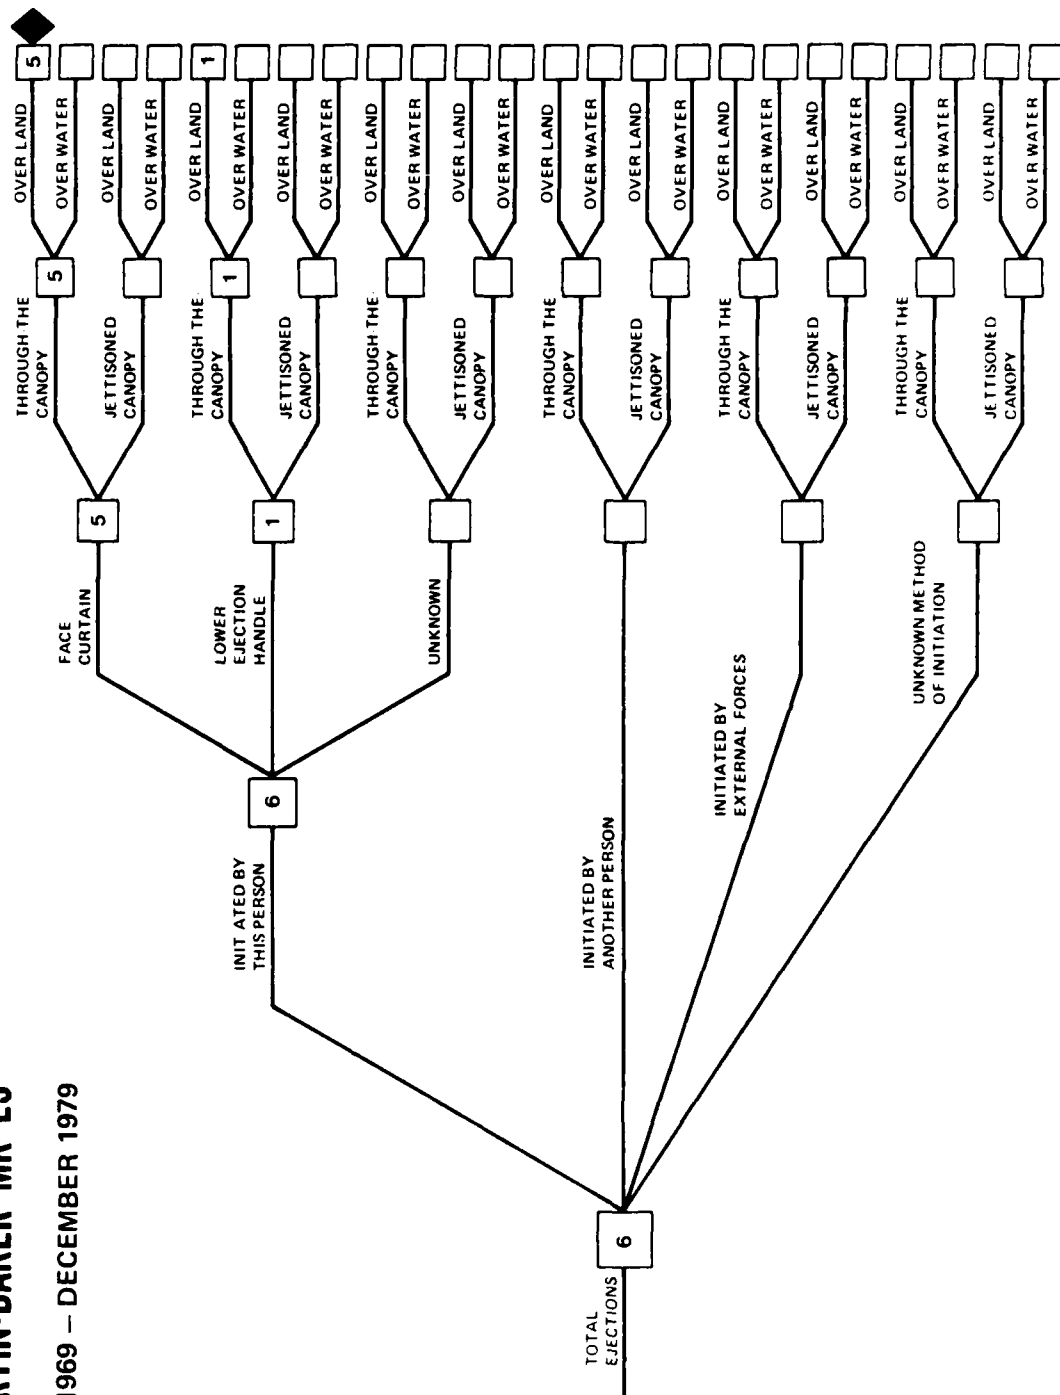 BAKER MK
1969 – DECEMBER 1979
TOTAL
EJECTIONS
6
INIT ATED BY
THIS PERSON
6
FACE
CURTAIN
5
THROUGH THE
CANOPY
5
OVER LAND
5
OVER WATER
JETTISONED
CANOPY
OVER LAND
OVER WATER
LOWER
EJECTION
HANDLE
1
THROUGH THE
CANOPY
1
OVER LAND
1
OVER WATER
JETTISONED
CANOPY
OVER LAND
OVER WATER
UNKNOWN
THROUGH THE
CANOPY
OVER LAND
OVER WATER
JETTISONED
CANOPY
OVER LAND
OVER WATER
INITIATED BY
ANOTHER PERSON
THROUGH THE
CANOPY
OVER LAND
OVER WATER
JETTISONED
CANOPY
OVER LAND
OVER WATER
INITIATED BY
EXTERNAL FORCES
THROUGH THE
CANOPY
OVER LAND
OVER WATER
JETTISONED
CANOPY
OVER LAND
OVER WATER
UNKNOWN METHOD
OF INITIATION
THROUGH THE
CANOPY
OVER LAND
OVER WATER
JETTISONED
CANOPY
OVER LAND
OVER WATER